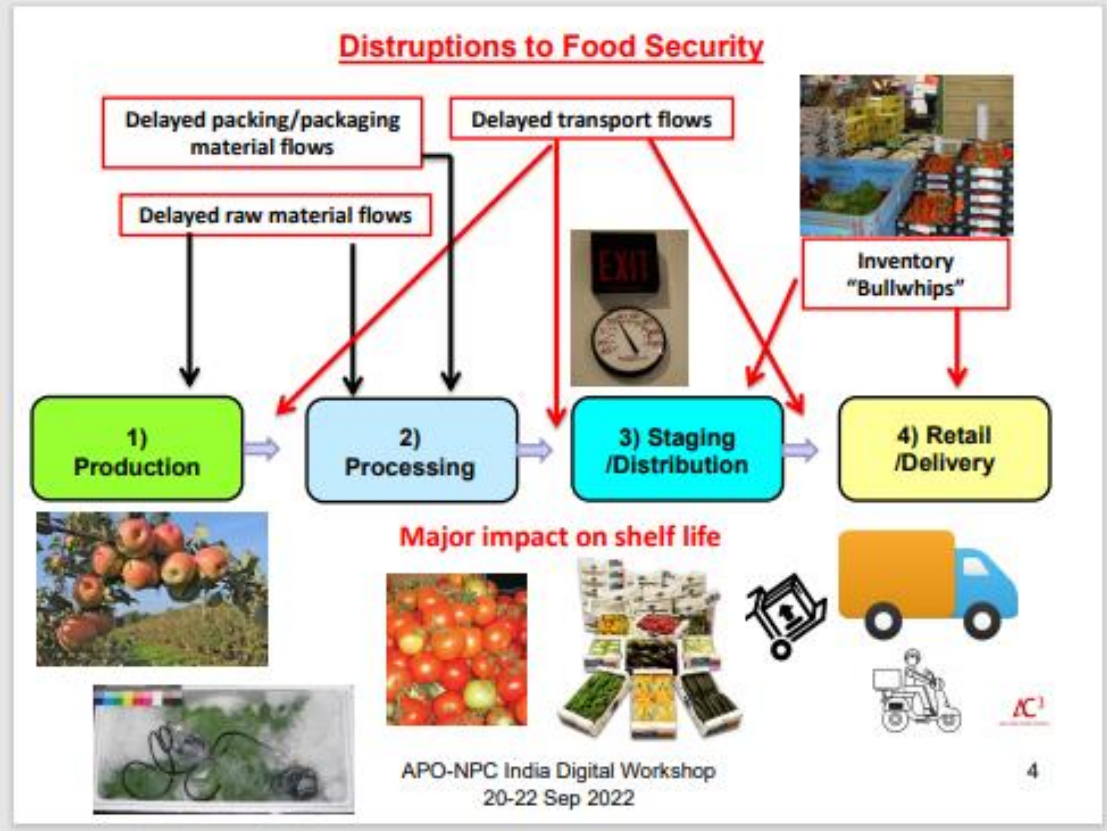 Distruptions to Food Security
Delayed packing/packaging
material flows
Delayed transport flows
Delayed raw material flows
EXIT
Inventory
“Bullwhips”
1)
Production
2)
Processing
3) Staging
/Distribution
4) Retail
/Delivery
Major impact on shelf life
AC³
APO-NPC India Digital Workshop
20-22 Sep 2022
4